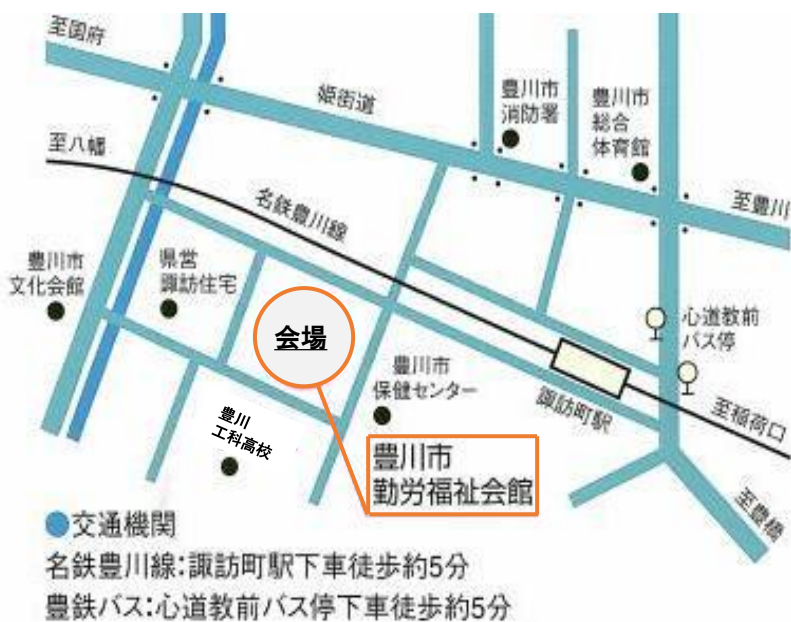 至国府
姫街道
豊川市
消防署
豊川市
総合
体育館
至八幡
至豊川
名鉄豊川線
豊川市
文化会館
県営
諏訪住宅
会場
心道教前
バス停
豊川市
保健センター
諏訪町駅
至稲荷口
豊川
工科高校
豊川市
勤労福祉会館
至豊橋
●交通機関
名鉄豊川線:諏訪町駅下車徒歩約5分
豊鉄バス:心道教前バス停下車徒歩約5分